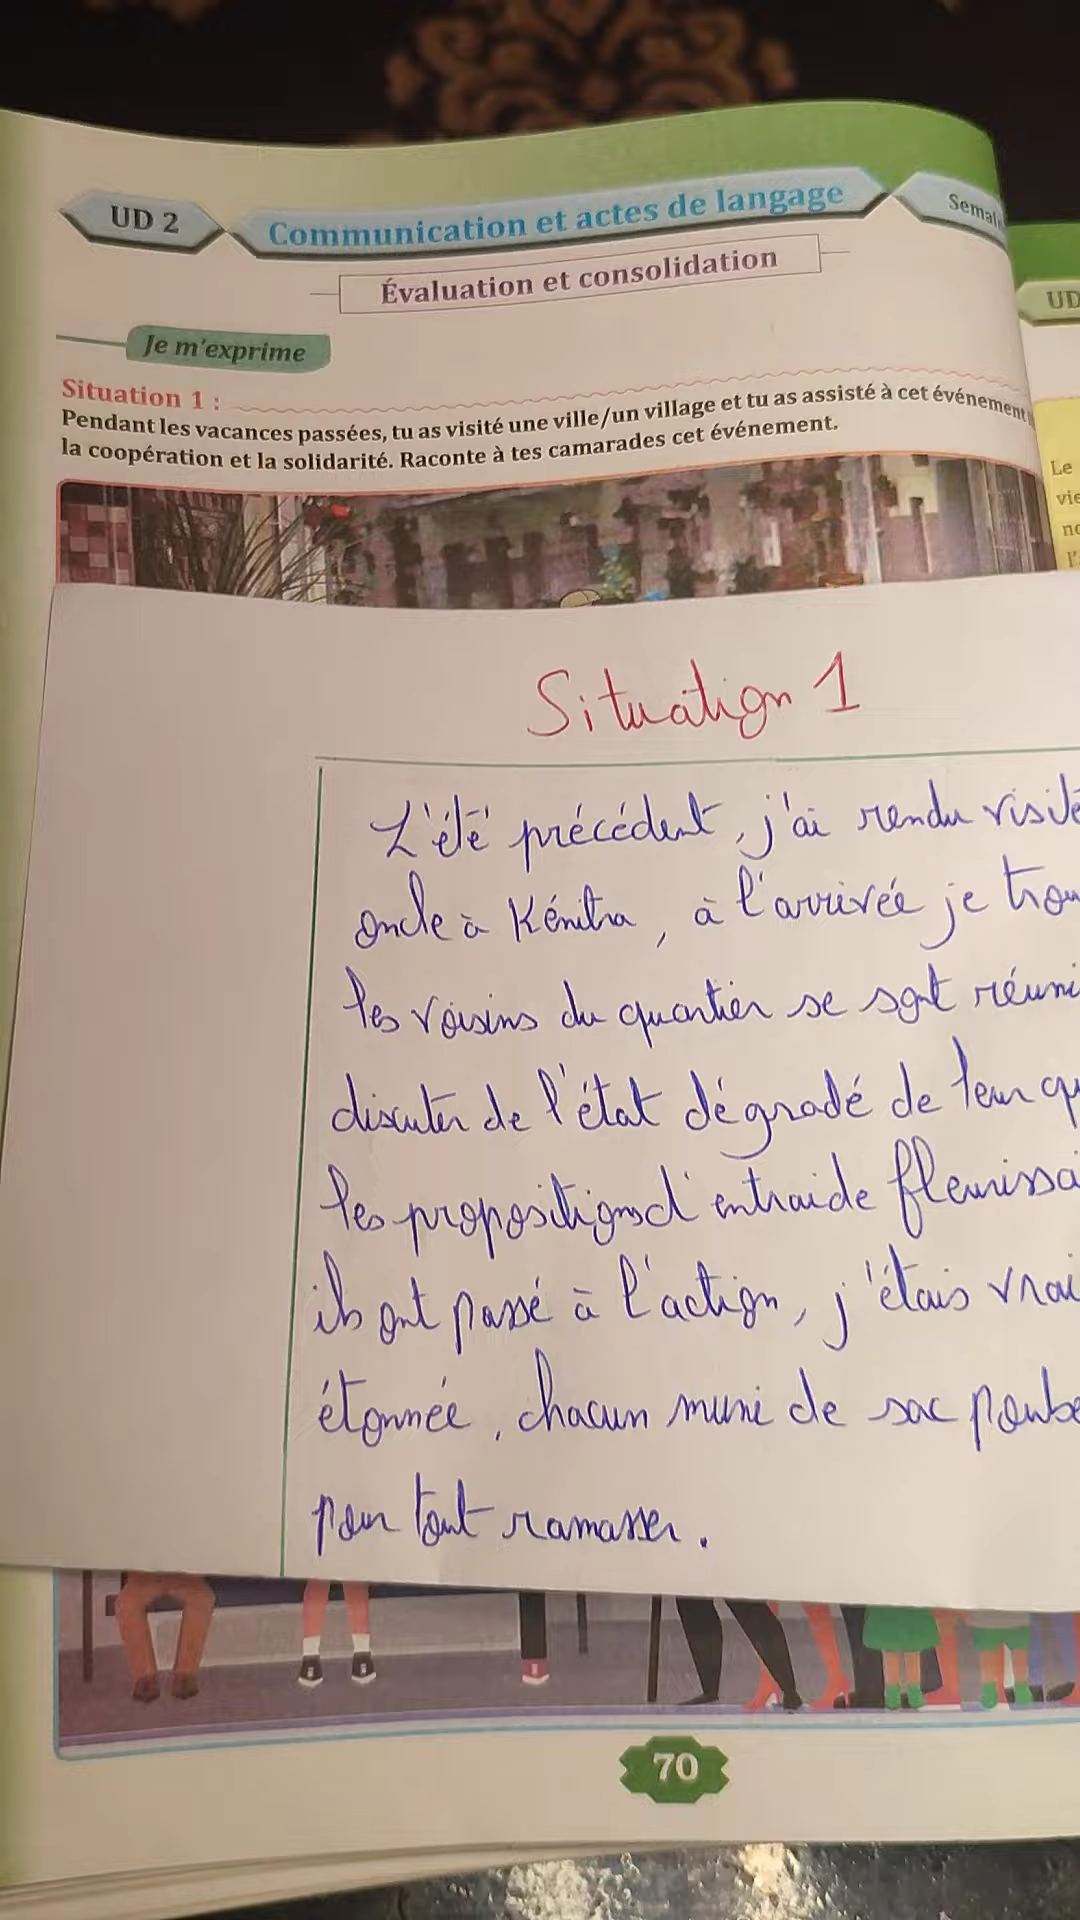 UD 2
Communication et actes de langage
Évaluation et consolidation
UD
Je m'exprime
Situation 1 :
Pendant les vacances passées, tu as visité une ville/un village et tu as assisté à cet événement
la coopération et la solidarité. Raconte à tes camarades cet événement.
Le
Situation 1
L'été précédent, j'ai rendu visite
oncle à Kénitra, à l'arrivée je
les voisins du quartier se sont
discuter de l'état dégradé de leur
les propositions d'entraide
ils ont passé à l'action, j'étais
étonnée, chacun muni de sac
pour tout ramasser.
70